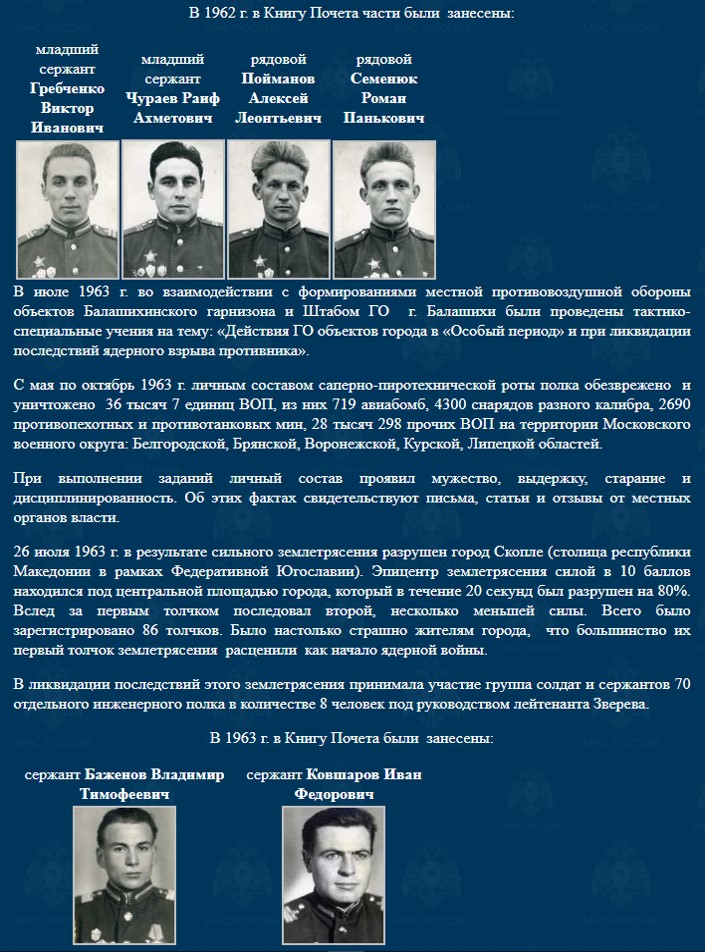 В 1962 г. в Книгу Почета части были занесены:
младший
сержант
Гребченко
Виктор
Иванович
младший
сержант
Чураев Раиф
Ахметович
рядовой
Пойманов
Алексей
Леонтьевич
рядовой
Семенюк
Роман
Панькович
В июле 1963 г. во взаимодействии с формированиями местной противовоздушной обороны
объектов Балашихинского гарнизона и Штабом ГО г. Балашихи были проведены тактико-
специальные учения на тему: «Действия ГО объектов города в «Особый период» и при ликвидации
последствий ядерного взрыва противника».
С мая по октябрь 1963 г. личным составом саперно-пиротехнической роты полка обезврежено и
уничтожено 36 тысяч 7 единиц ВОП, из них 719 авиабомб, 4300 снарядов разного калибра, 2690
противопехотных и противотанковых мин, 28 тысяч 298 прочих ВОП на территории Московского
военного округа: Белгородской, Брянской, Воронежской, Курской, Липецкой областей.
При выполнении заданий личный состав проявил мужество, выдержку, старание и
дисциплинированность. Об этих фактах свидетельствуют письма, статьи и отзывы от местных
органов власти.
26 июля 1963 г. в результате сильного землетрясения разрушен город Скопле (столица республики
Македонии в рамках Федеративной Югославии). Эпицентр землетрясения силой в 10 баллов
находился под центральной площадью города, который в течение 20 секунд был разрушен на 80%.
Вслед за первым толчком последовал второй, несколько меньшей силы. Всего было
зарегистрировано 86 толчков. Было настолько страшно жителям города, что большинство их
первый толчок землетрясения расценили как начало ядерной войны.
В ликвидации последствий этого землетрясения принимала участие группа солдат и сержантов 70
отдельного инженерного полка в количестве 8 человек под руководством лейтенанта Зверева.
В 1963 г. в Книгу Почета были занесены:
сержант Баженов Владимир
Тимофеевич
сержант Ковшаров Иван
Федорович
МЧС РОССИИ